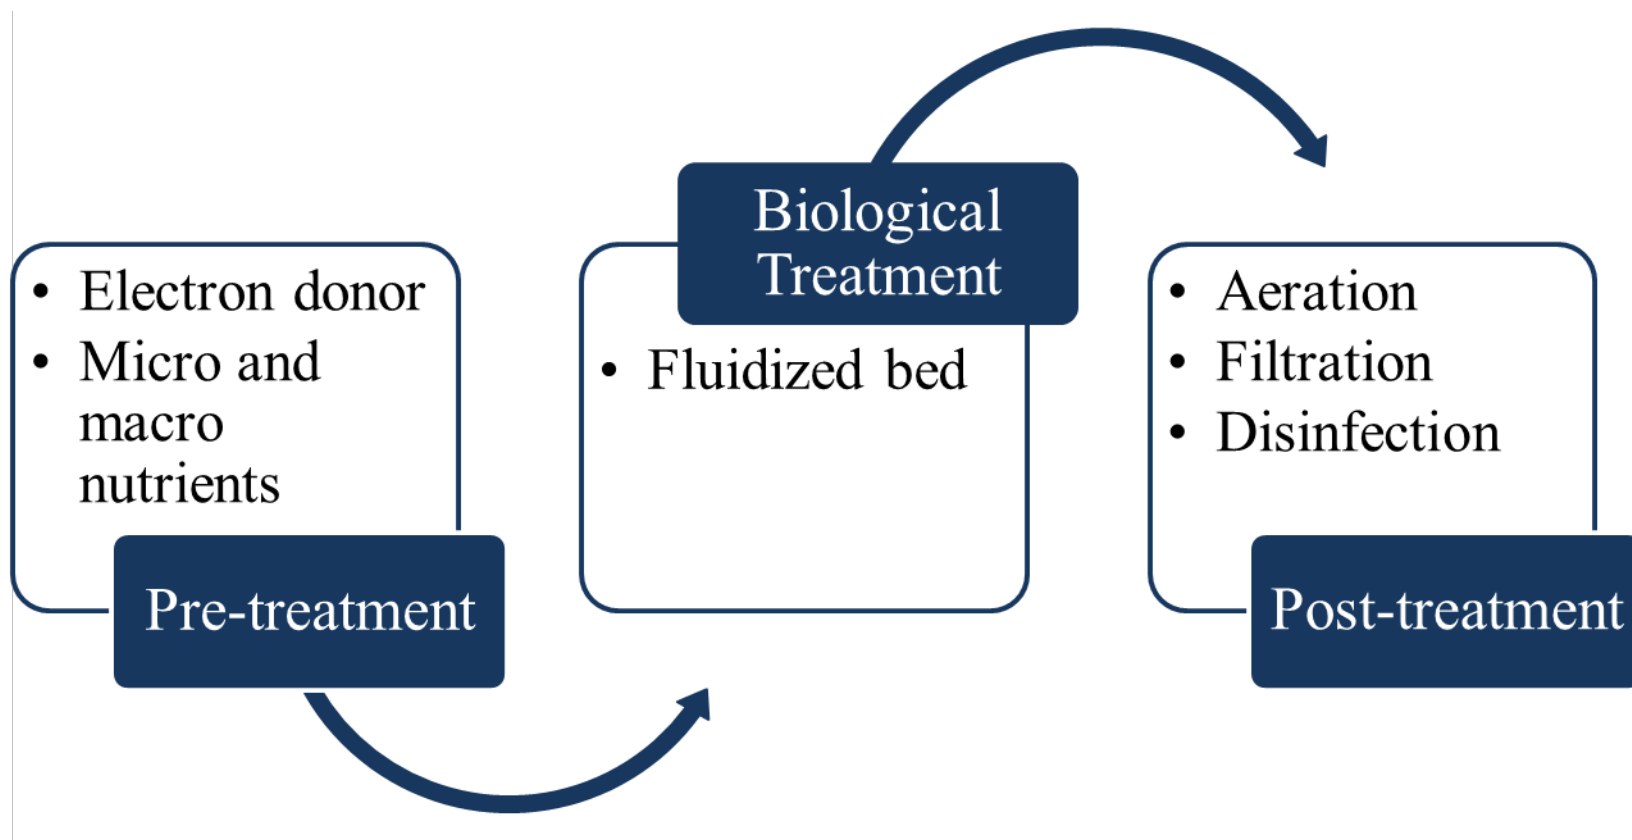 • Electron donor
• Micro and
macro
nutrients
Pre-treatment
Biological
Treatment
• Fluidized bed
• Aeration
• Filtration
• Disinfection
Post-treatment